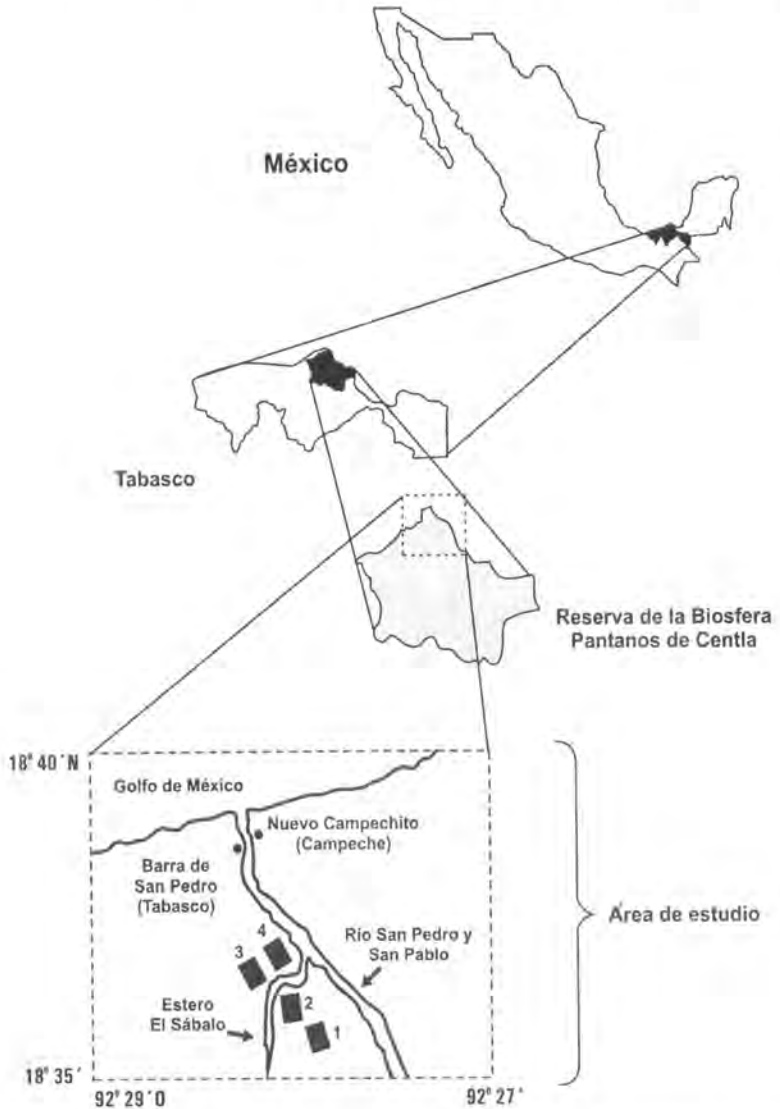 México
Tabasco
Reserva de la Biosfera
Pantanos de Centla
18° 40´ N
Golfo de México
Nuevo Campechito
(Campeche)
Barra de
San Pedro
(Tabasco)
Área de estudio
4
3
Río San Pedro y
San Pablo
Estero
El Sábalo
2
1
18° 35´
92° 29´ O
92° 27´